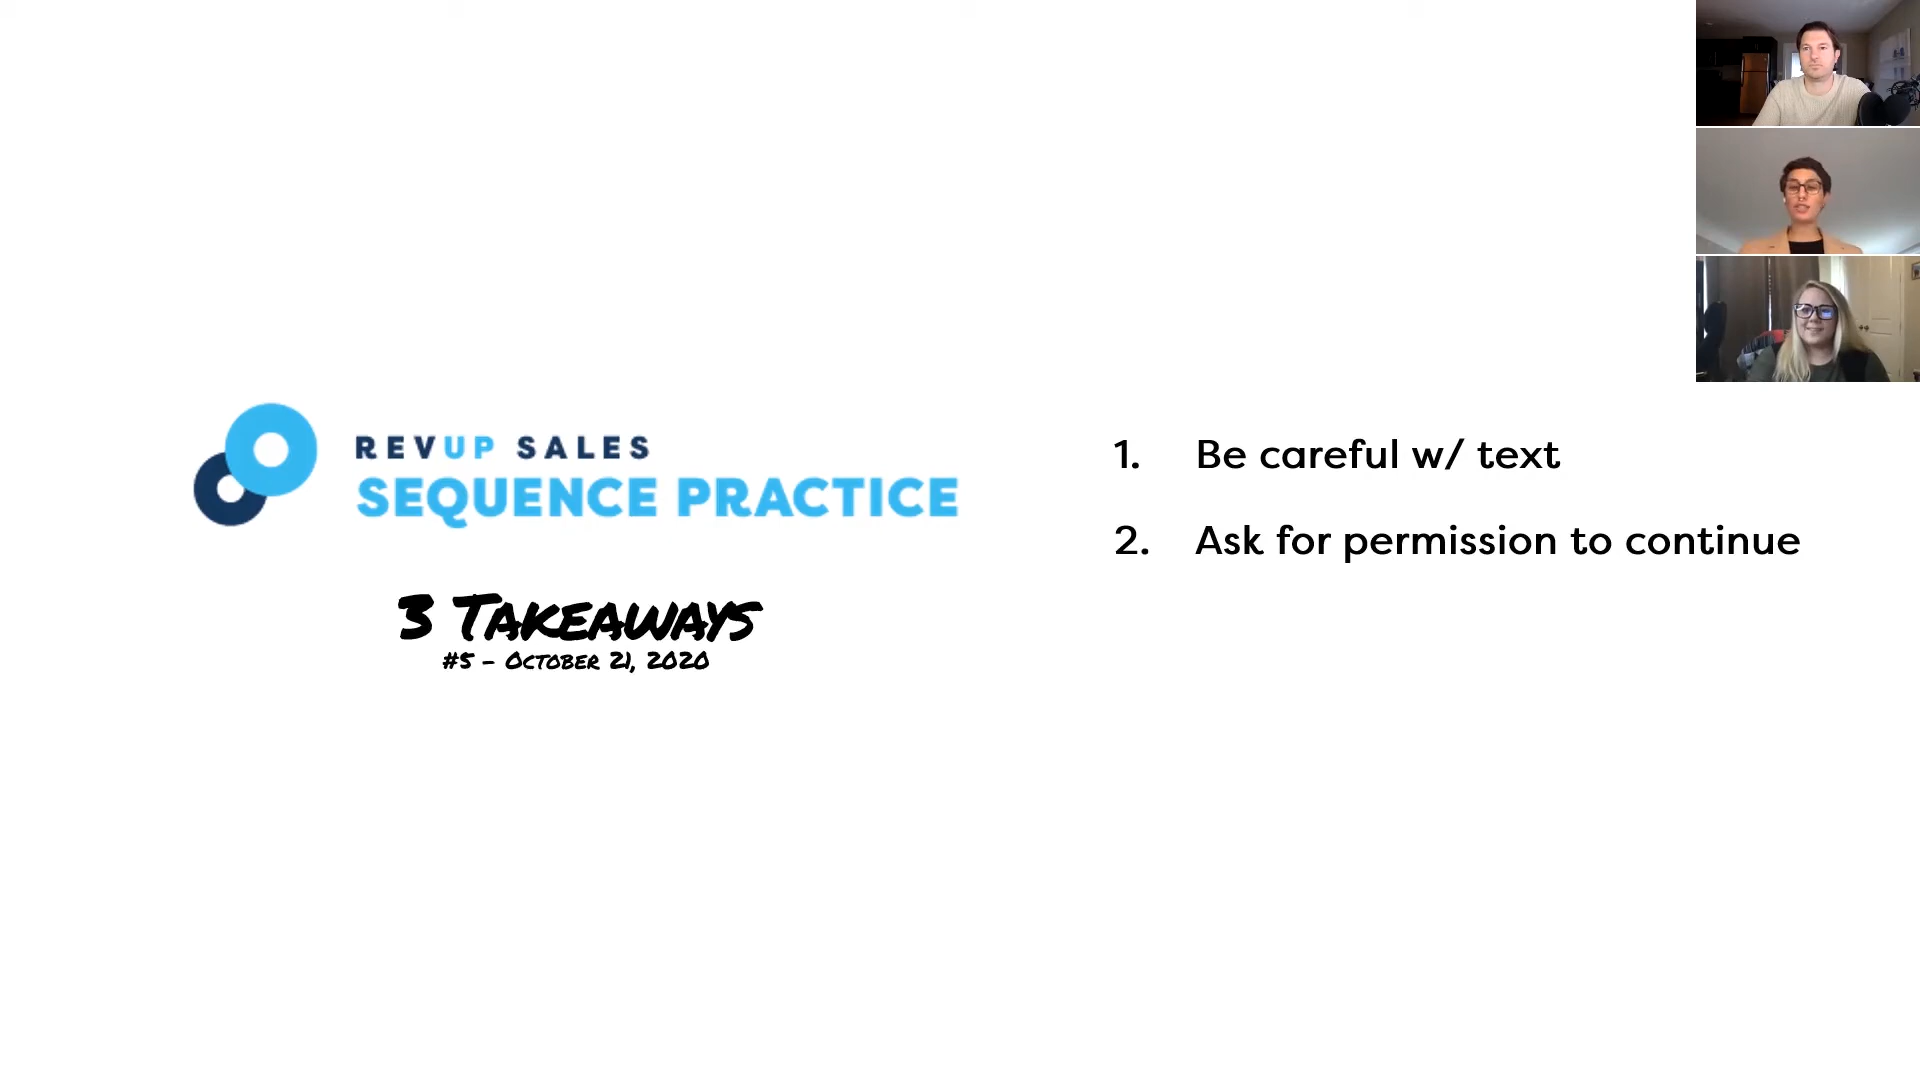 REVUP SALES
SEQUENCE PRACTICE
3 Takeaways
#5 - October 21, 2020
1. Be careful w/ text
2. Ask for permission to continue